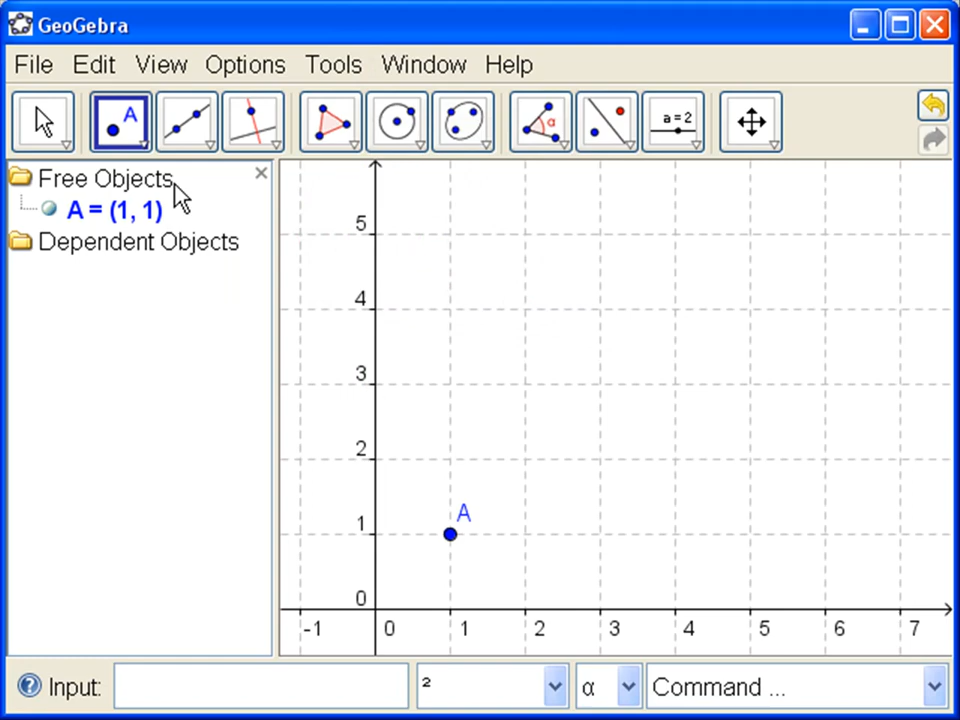 GeoGebra
File Edit View Options Tools Window Help
A
α
a = 2
Free Objects
A = (1, 1)
Dependent Objects
5
4
3
2
A
1
0
-1 0 1 2 3 4 5 6 7
Input: ² α Command ...